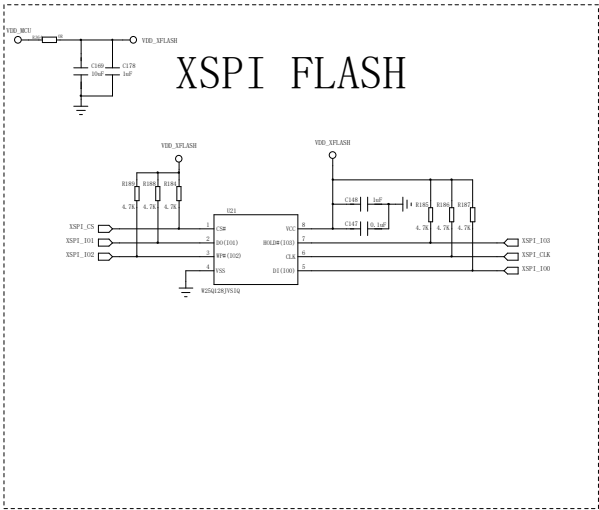 VDD_MCU
VDD_XFLASH
C169
10uF
C178
1uF
XSPI FLASH
VDD_XFLASH
VDD_XFLASH
R189
R188
R184
4.7K
4.7K
4.7K
U21
C148
1uF
C147
0.1uF
R185
R186
R187
4.7K
4.7K
4.7K
XSPI_CS
XSPI_IO1
XSPI_IO2
1
2
3
4
CS#
DO(IO1)
WP#(IO2)
VSS
VCC
HOLD#(IO3)
CLK
DI(IO0)
8
7
6
5
XSPI_IO3
XSPI_CLK
XSPI_IO0
W25Q128JVSIQ